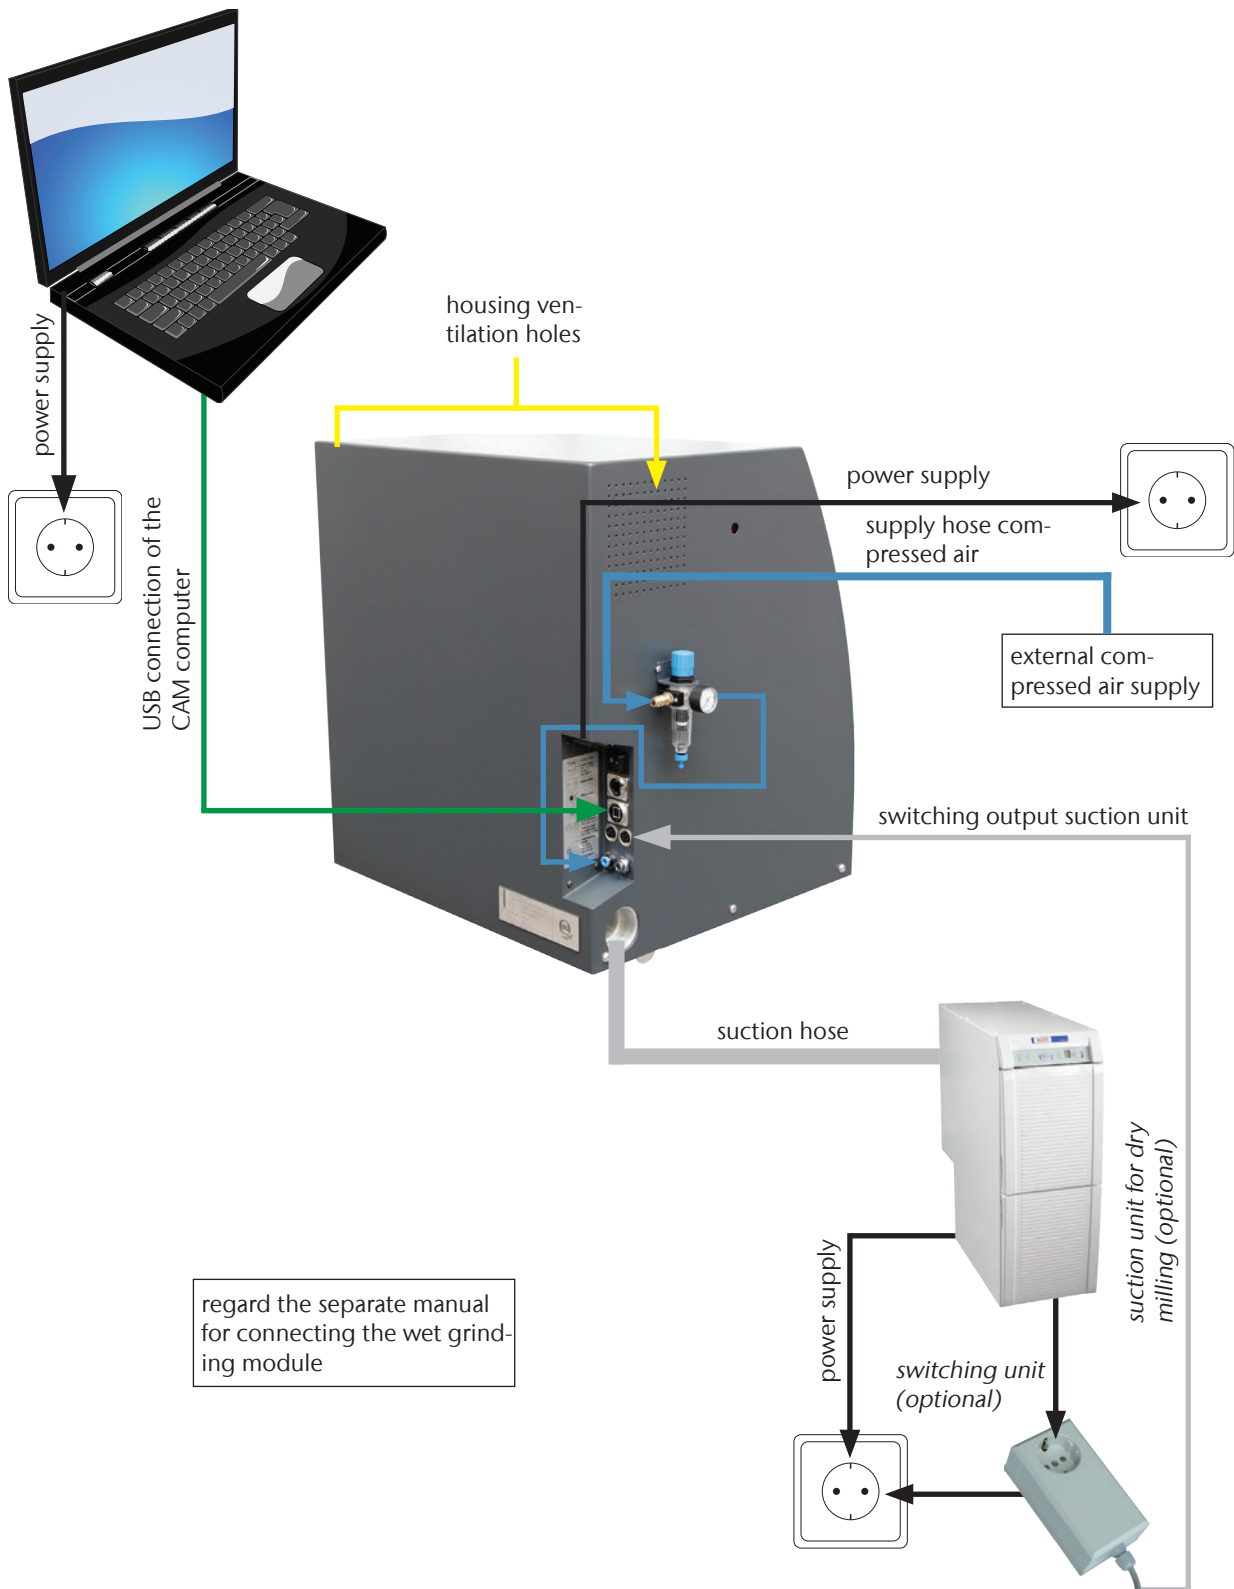 housing ven-
tilation holes
power supply
power supply
supply hose com-
pressed air
USB connection of the
CAM computer
external com-
pressed air supply
switching output suction unit
suction hose
suction unit for dry
milling (optional)
power supply
regard the separate manual
for connecting the wet grind-
ing module
switching unit
(optional)